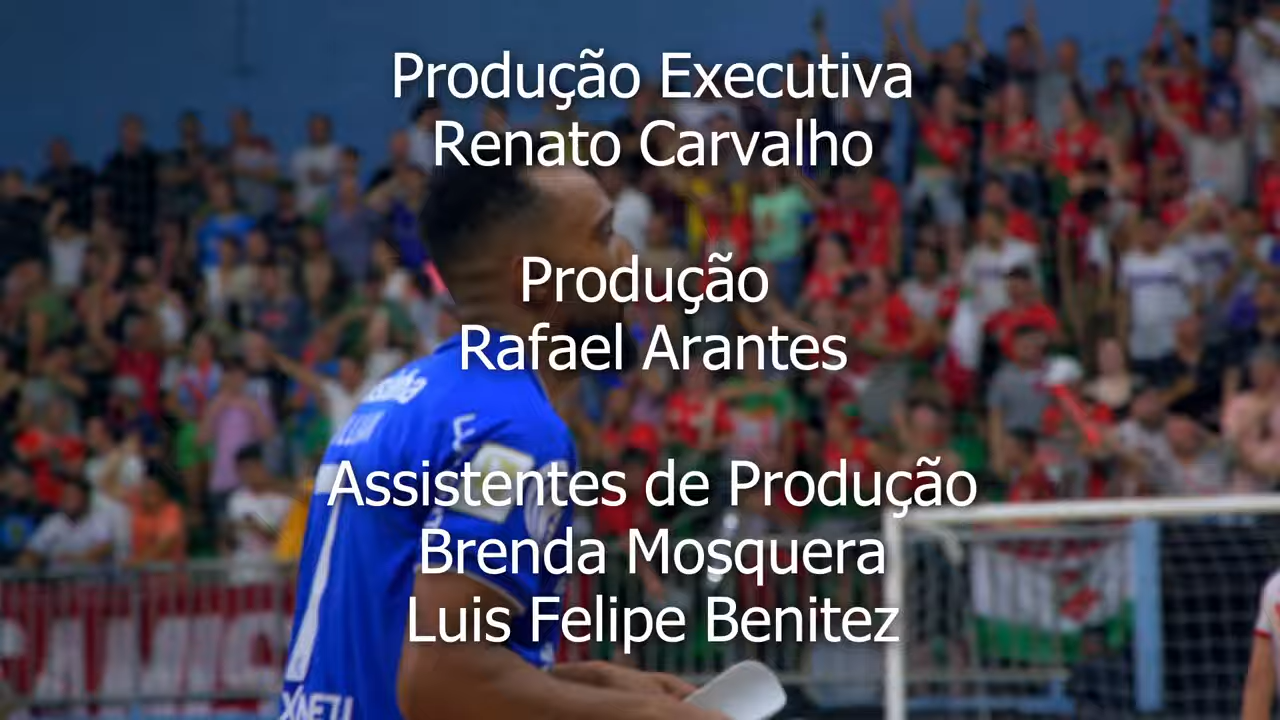 Produção Executiva
Renato Carvalho
Produção
Rafael Arantes
Assistentes de Produção
Brenda Mosquera
Luis Felipe Benitez